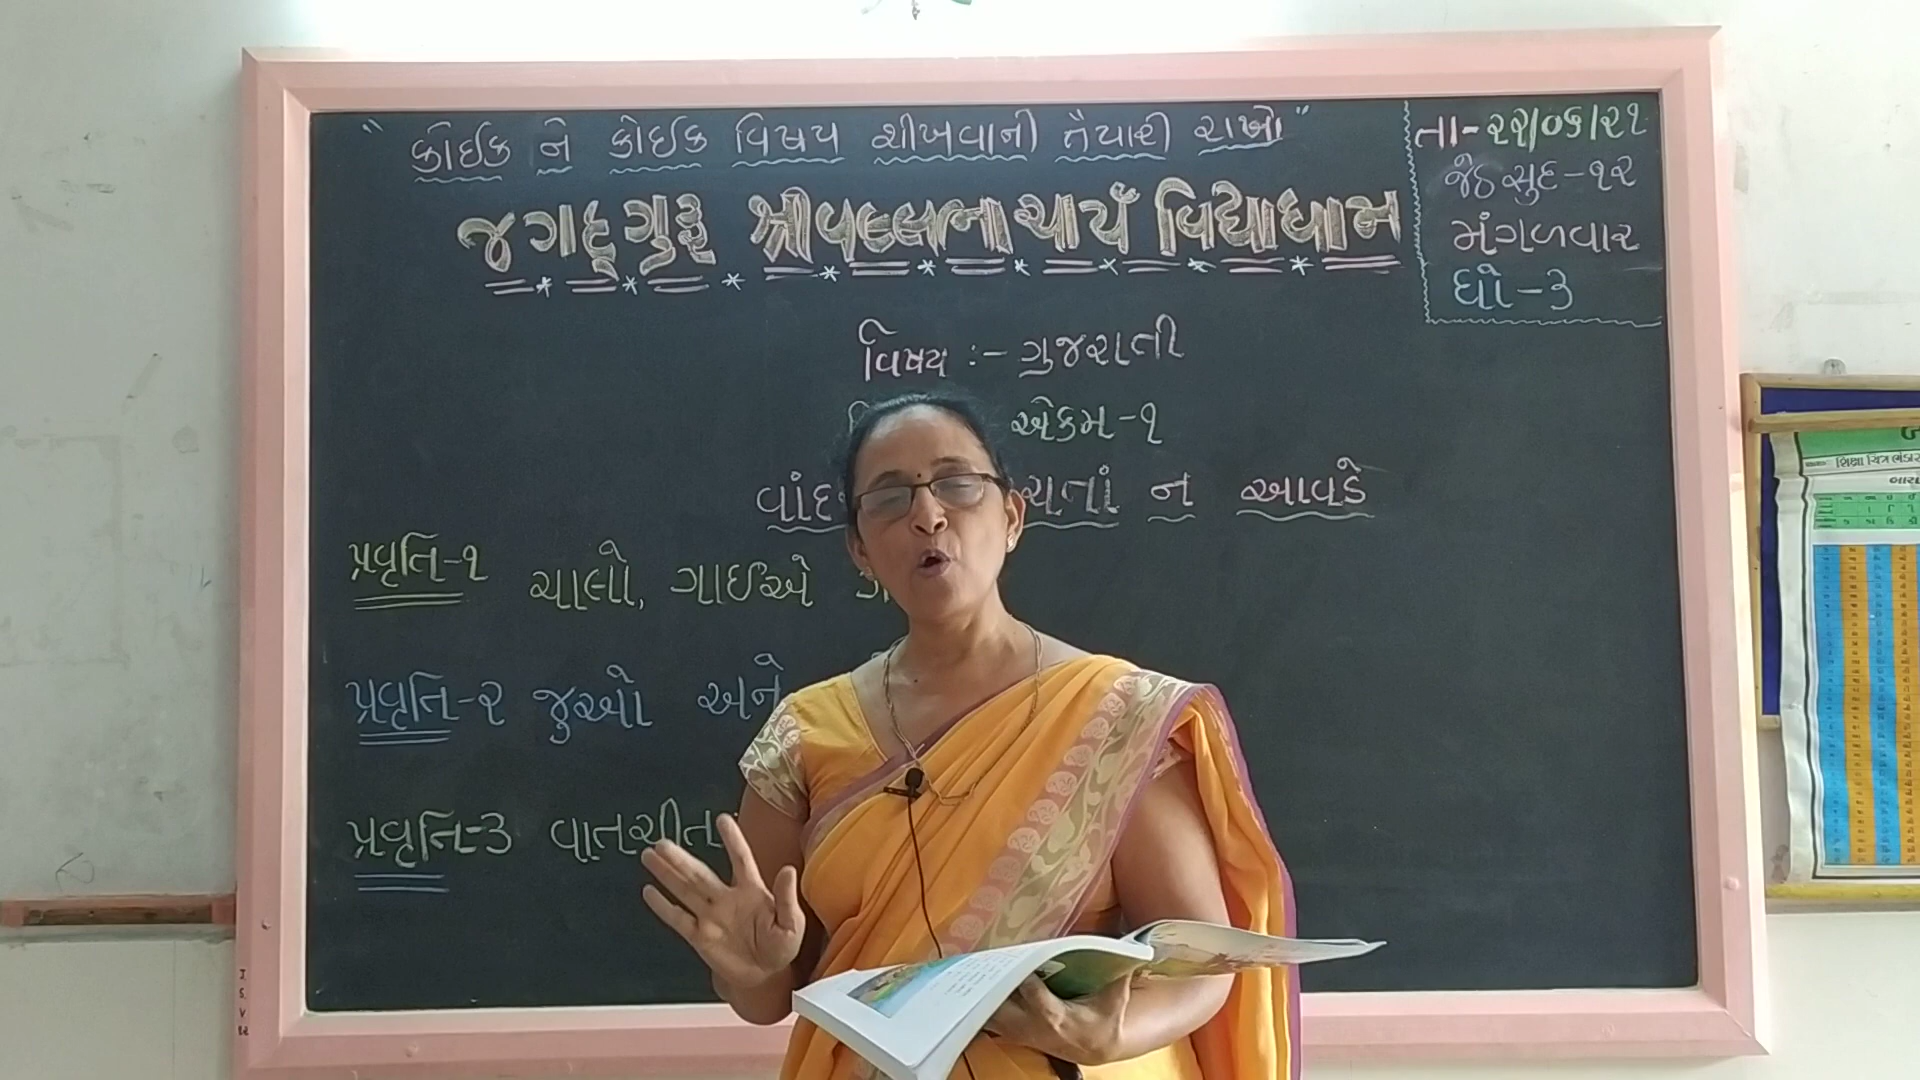 "કોઈક ને કોઈક વિષય શીખવાની તૈયારી રાખો"
જગદ્ગુરૂ શ્રીવલ્લભાચાર્ય વિદ્યાધામ
તા-૨૨/૦૬/૨૧
જેઠ સુદ-૧૨
મંગળવાર
ધો-૩
વિષય :- ગુજરાતી
એકમ-૧
ન આવડે
પ્રવૃતિ-૧ ચાલો, ગાઈએ
પ્રવૃતિ-૨ જુઓ અને
પ્રવૃતિ-૩ વાતચીત
J.
S.
V